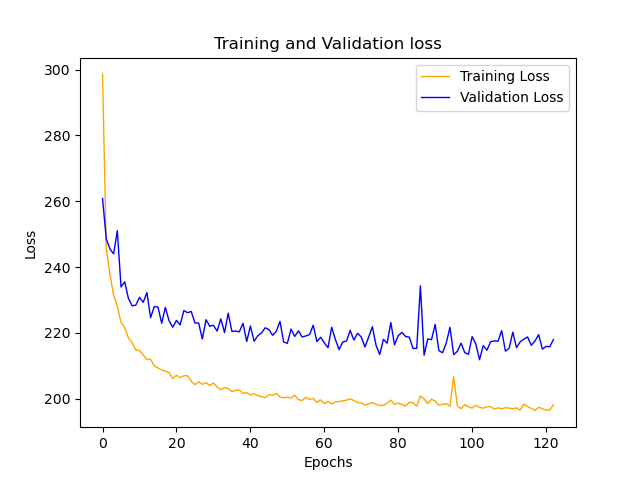 Training and Validation loss
Training Loss
Validation Loss
Loss
300
280
260
240
220
200
0 20 40 60 80 100 120
Epochs